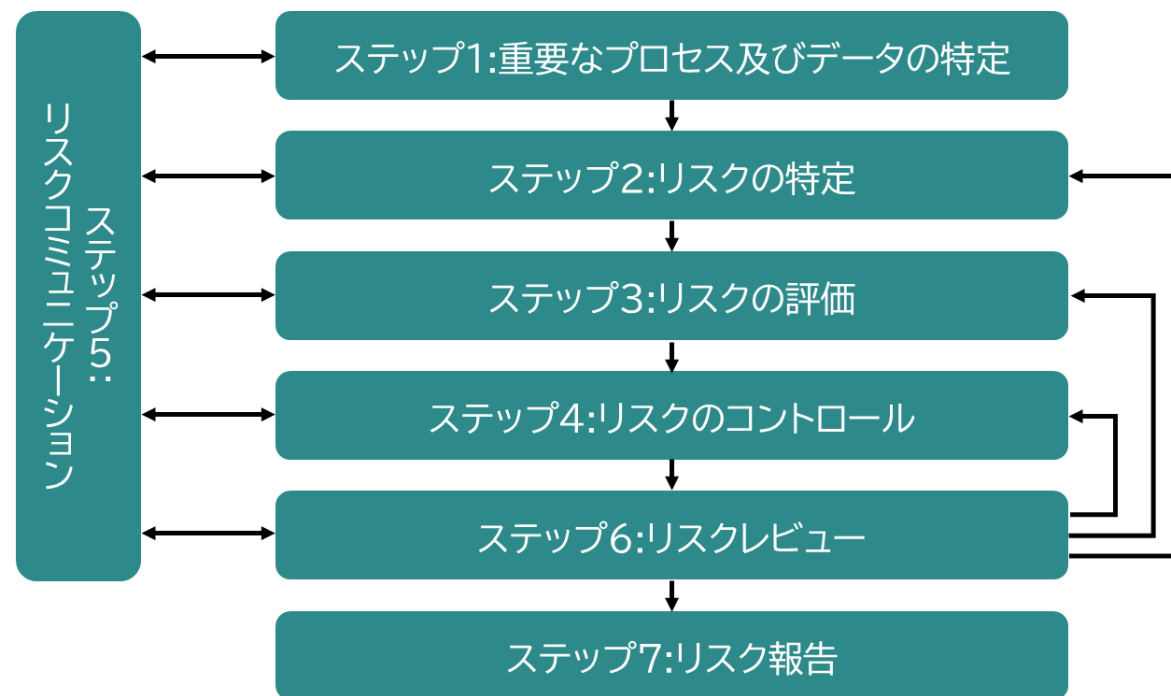 ステップ1:重要なプロセス及びデータの特定
ステップ2:リスクの特定
ステップ3:リスクの評価
ステップ4:リスクのコントロール
ステップ5:
リスクコミュニケーション
ステップ6:リスクレビュー
ステップ7:リスク報告